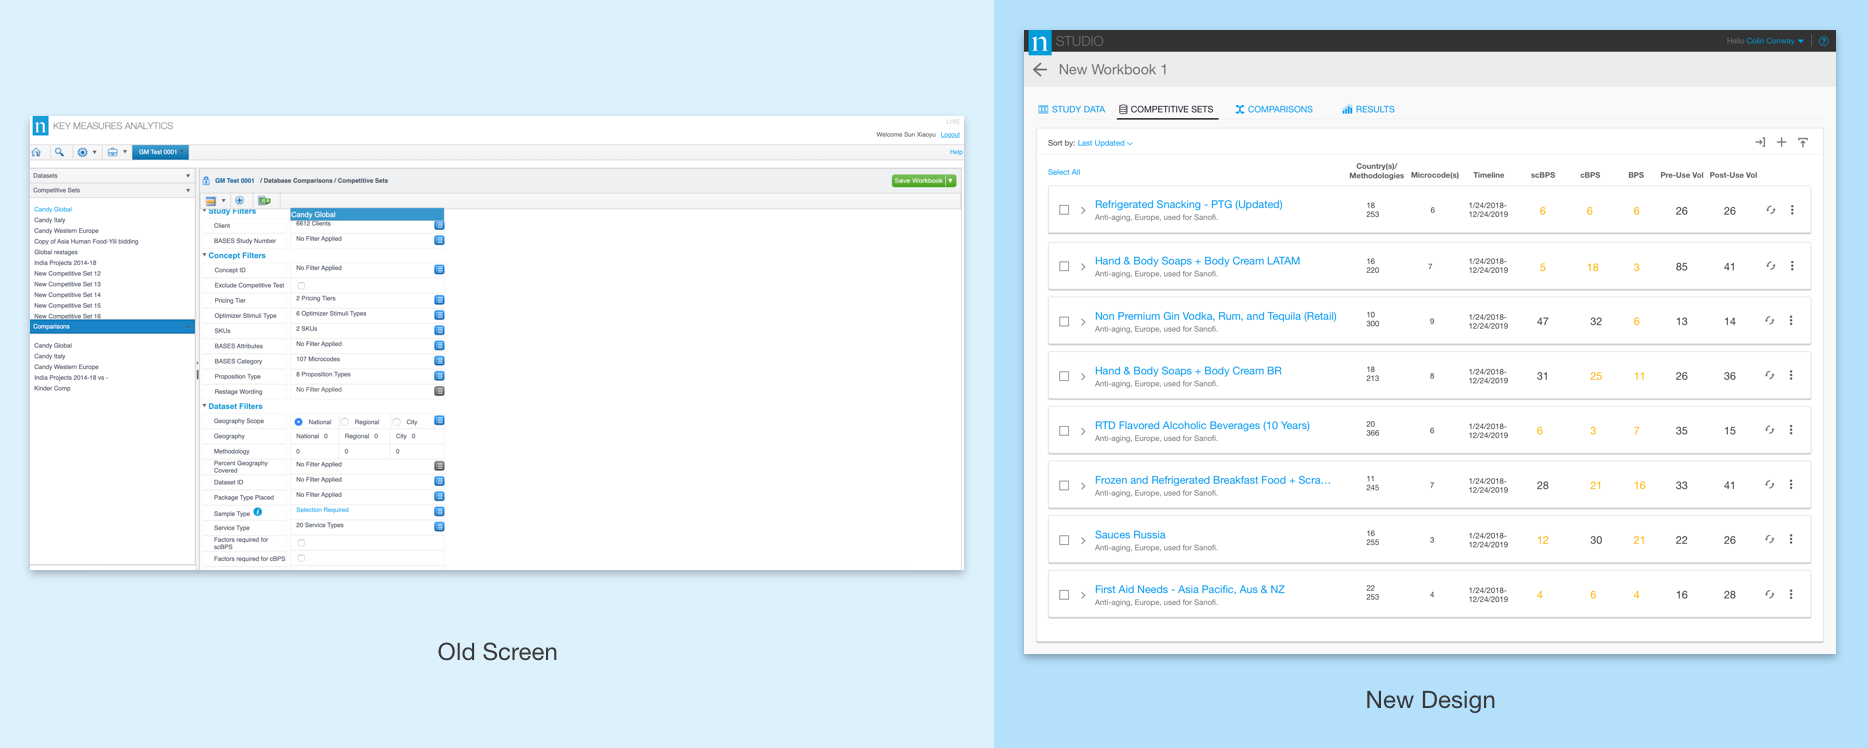 n KEY MEASURES ANALYTICS
LIVE
Welcome Sun Xiaoyu Logout
GM Test 0001
Help
Datasets
Competitive Sets
Candy Global
Candy Italy
Candy Western Europe
Copy of Asia Human Food-Yili bidding
Global restages
India Projects 2014-18
New Competitive Set 12
New Competitive Set 13
New Competitive Set 14
New Competitive Set 15
New Competitive Set 16
Comparisons
Candy Global
Candy Italy
Candy Western Europe
India Projects 2014-18 vs -
Kinder Comp
GM Test 0001 / Database Comparisons / Competitive Sets
Save Workbook
Candy Global
Study Filters
Client 6612 Clients
BASES Study Number No Filter Applied
Concept Filters
Concept ID No Filter Applied
Exclude Competitive Test
Pricing Tier 2 Pricing Tiers
Optimizer Stimuli Type 6 Optimizer Stimuli Types
SKUs 2 SKUs
BASES Attributes No Filter Applied
BASES Category 107 Microcodes
Proposition Type 8 Proposition Types
Restage Wording No Filter Applied
Dataset Filters
Geography Scope National Regional City
Geography National 0 Regional 0 City 0
Methodology 0 0 0
Percent Geography
Covered No Filter Applied
Dataset ID No Filter Applied
Package Type Placed No Filter Applied
Sample Type Selection Required
Service Type 20 Service Types
Factors required for
scBPS
Factors required for cBPS
Old Screen
n STUDIO
Hello Colin Conway ?
New Workbook 1
STUDY DATA COMPETITIVE SETS COMPARISONS RESULTS
Sort by: Last Updated
Select All
Country(s)/
Methodologies Microcode(s) Timeline scBPS cBPS BPS Pre-Use Vol Post-Use Vol
Refrigerated Snacking - PTG (Updated)
Anti-aging, Europe, used for Sanofi.
18
253
6
1/24/2018-
12/24/2019
6 6 6 26 26
Hand & Body Soaps + Body Cream LATAM
Anti-aging, Europe, used for Sanofi.
16
220
7
1/24/2018-
12/24/2019
5 18 3 85 41
Non Premium Gin Vodka, Rum, and Tequila (Retail)
Anti-aging, Europe, used for Sanofi.
10
300
9
1/24/2018-
12/24/2019
47 32 6 13 14
Hand & Body Soaps + Body Cream BR
Anti-aging, Europe, used for Sanofi.
18
213
8
1/24/2018-
12/24/2019
31 25 11 26 36
RTD Flavored Alcoholic Beverages (10 Years)
Anti-aging, Europe, used for Sanofi.
20
366
6
1/24/2018-
12/24/2019
6 3 7 35 15
Frozen and Refrigerated Breakfast Food + Scra...
Anti-aging, Europe, used for Sanofi.
11
245
7
1/24/2018-
12/24/2019
28 21 16 33 41
Sauces Russia
Anti-aging, Europe, used for Sanofi.
16
255
3
1/24/2018-
12/24/2019
12 30 21 22 26
First Aid Needs - Asia Pacific, Aus & NZ
Anti-aging, Europe, used for Sanofi.
22
253
4
1/24/2018-
12/24/2019
4 6 4 16 28
New Design